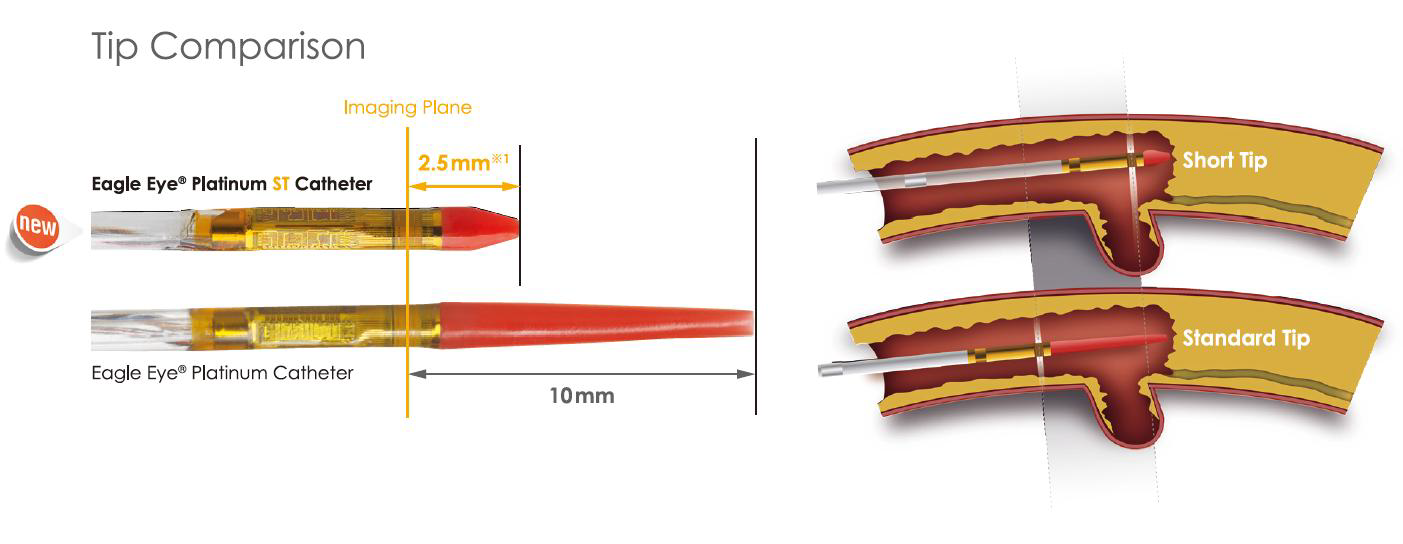 Tip Comparison
Imaging Plane
2.5mm※1
Eagle Eye® Platinum ST Catheter
new
Eagle Eye® Platinum Catheter
10mm
Short Tip
Standard Tip